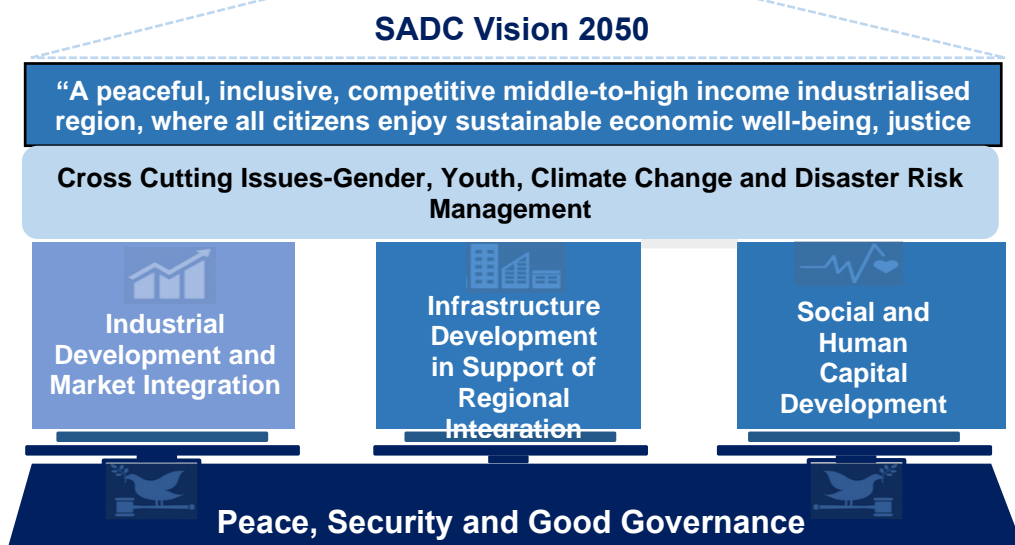 SADC Vision 2050
“A peaceful, inclusive, competitive middle-to-high income industrialised
region, where all citizens enjoy sustainable economic well-being, justice
Cross Cutting Issues-Gender, Youth, Climate Change and Disaster Risk
Management
Industrial
Development and
Market Integration
Infrastructure
Development
in Support of
Regional
Integration
Social and
Human
Capital
Development
Peace, Security and Good Governance